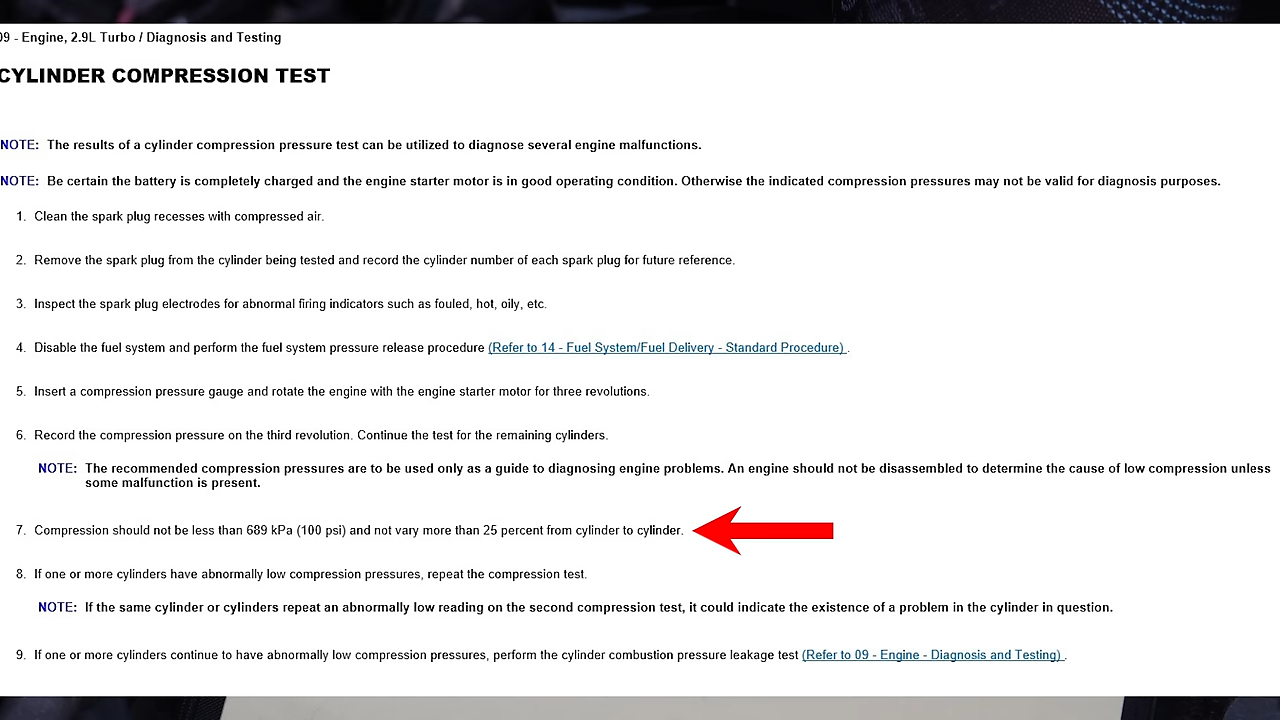 09 - Engine, 2.9L Turbo / Diagnosis and Testing
CYLINDER COMPRESSION TEST
NOTE: The results of a cylinder compression pressure test can be utilized to diagnose several engine malfunctions.
NOTE: Be certain the battery is completely charged and the engine starter motor is in good operating condition. Otherwise the indicated compression pressures may not be valid for diagnosis purposes.
1. Clean the spark plug recesses with compressed air.
2. Remove the spark plug from the cylinder being tested and record the cylinder number of each spark plug for future reference.
3. Inspect the spark plug electrodes for abnormal firing indicators such as fouled, hot, oily, etc.
4. Disable the fuel system and perform the fuel system pressure release procedure (Refer to 14 - Fuel System/Fuel Delivery - Standard Procedure) .
5. Insert a compression pressure gauge and rotate the engine with the engine starter motor for three revolutions.
6. Record the compression pressure on the third revolution. Continue the test for the remaining cylinders.
NOTE: The recommended compression pressures are to be used only as a guide to diagnosing engine problems. An engine should not be disassembled to determine the cause of low compression unless
some malfunction is present.
7. Compression should not be less than 689 kPa (100 psi) and not vary more than 25 percent from cylinder to cylinder.
8. If one or more cylinders have abnormally low compression pressures, repeat the compression test.
NOTE: If the same cylinder or cylinders repeat an abnormally low reading on the second compression test, it could indicate the existence of a problem in the cylinder in question.
9. If one or more cylinders continue to have abnormally low compression pressures, perform the cylinder combustion pressure leakage test (Refer to 09 - Engine - Diagnosis and Testing) .